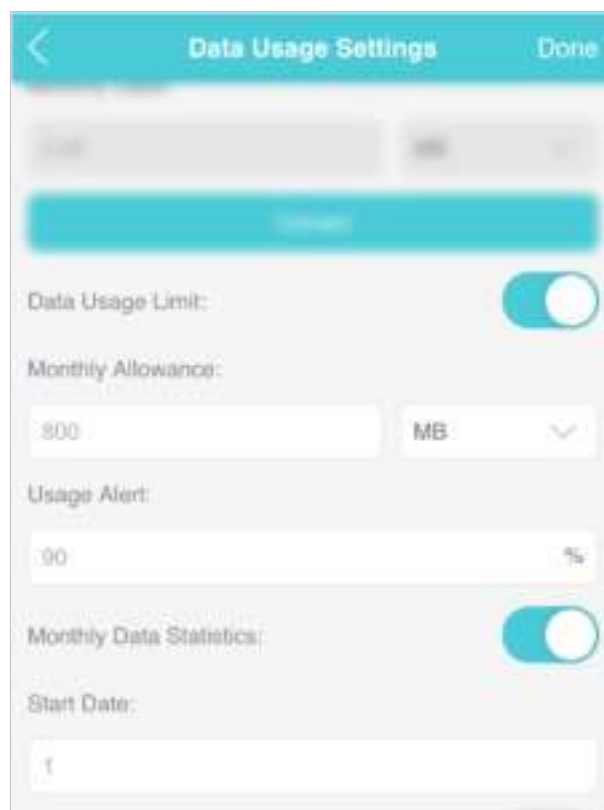 Data Usage Settings Done
MB
Data Usage Limit:
Monthly Allowance:
800 MB
Usage Alert:
90 %
Monthly Data Statistics:
Start Date:
1